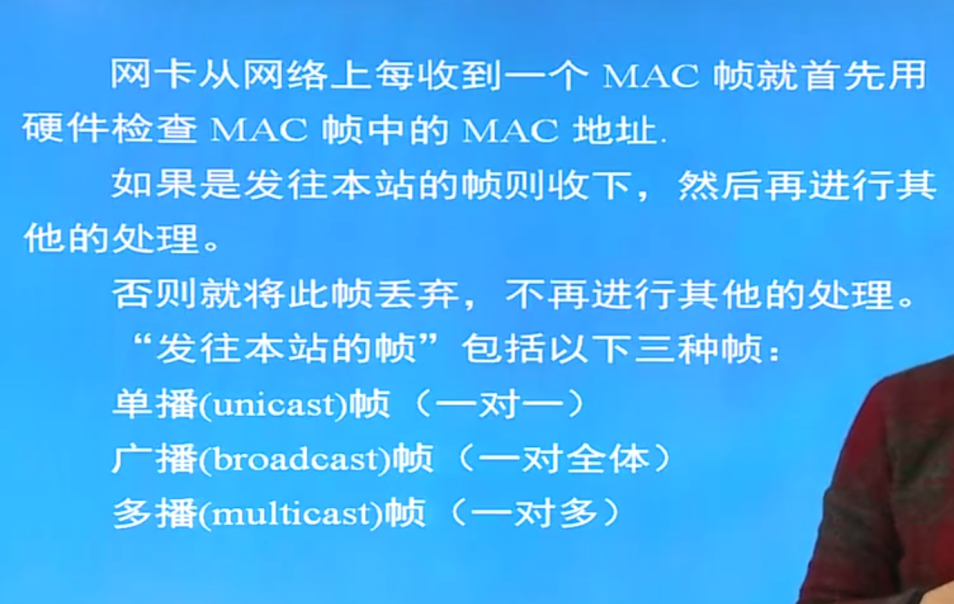 网卡从网络上每收到一个 MAC 帧就首先用
硬件检查 MAC 帧中的 MAC 地址.
如果是发往本站的帧则收下，然后再进行其
他的处理。
否则就将此帧丢弃，不再进行其他的处理。
“发往本站的帧”包括以下三种帧：
单播(unicast)帧（一对一）
广播(broadcast)帧（一对全体）
多播(multicast)帧（一对多）